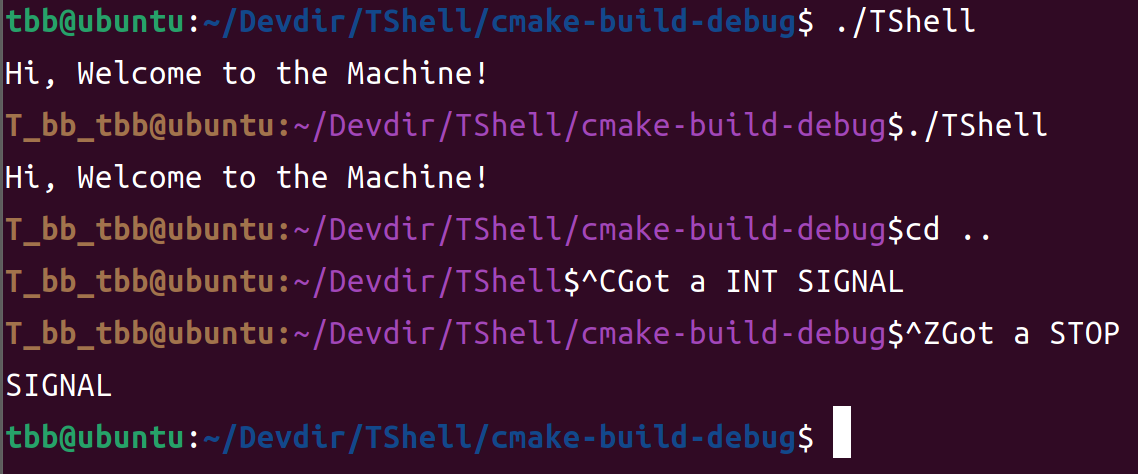 tbb@ubuntu:~/Devdir/TShell/cmake-build-debug$ ./TShell
Hi, Welcome to the Machine!
T_bb_tbb@ubuntu:~/Devdir/TShell/cmake-build-debug$./TShell
Hi, Welcome to the Machine!
T_bb_tbb@ubuntu:~/Devdir/TShell/cmake-build-debug$cd ..
T_bb_tbb@ubuntu:~/Devdir/TShell$^CGot a INT SIGNAL
T_bb_tbb@ubuntu:~/Devdir/TShell/cmake-build-debug$^ZGot a STOP
SIGNAL
tbb@ubuntu:~/Devdir/TShell/cmake-build-debug$